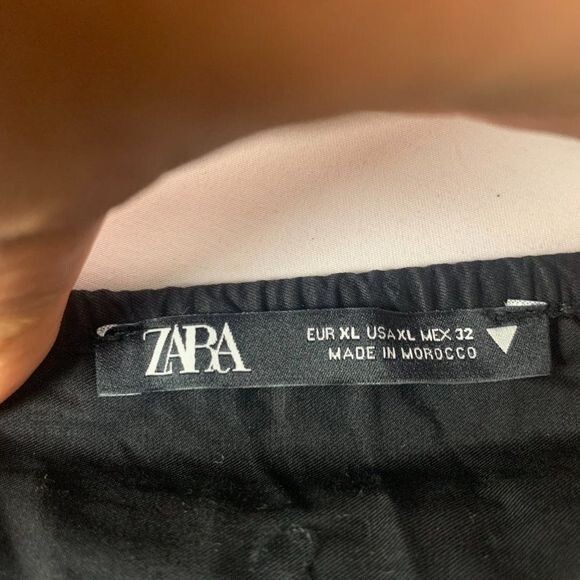 ZARA
EUR XL USA XL MEX 32
MADE IN MOROCCO